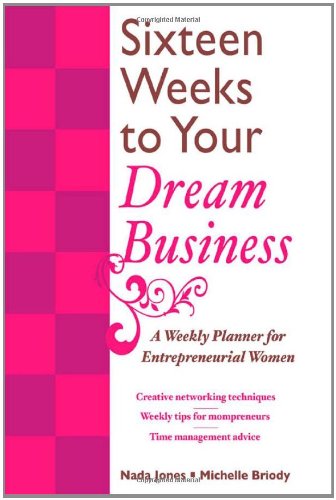 Copyrighted Material
Sixteen
Weeks
to Your
Dream
Business
A Weekly Planner for
Entrepreneurial Women
Creative networking techniques
Weekly tips for mompreneurs
Time management advice
Nada Jones ■ Michelle Briody
Copyrighted Material